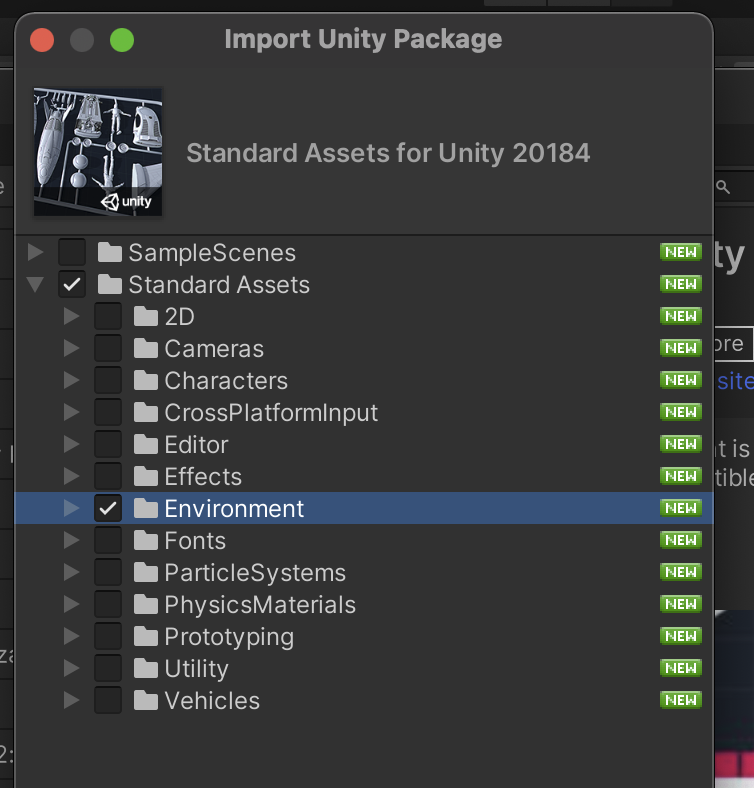 Import Unity Package
Standard Assets for Unity 20184
unity
SampleScenes NEW
Standard Assets NEW
2D NEW
Cameras NEW
Characters NEW
CrossPlatformInput NEW
Editor NEW
Effects NEW
Environment NEW
Fonts NEW
ParticleSystems NEW
PhysicsMaterials NEW
Prototyping NEW
Utility NEW
Vehicles NEW
ty
ore
site
t is
tible